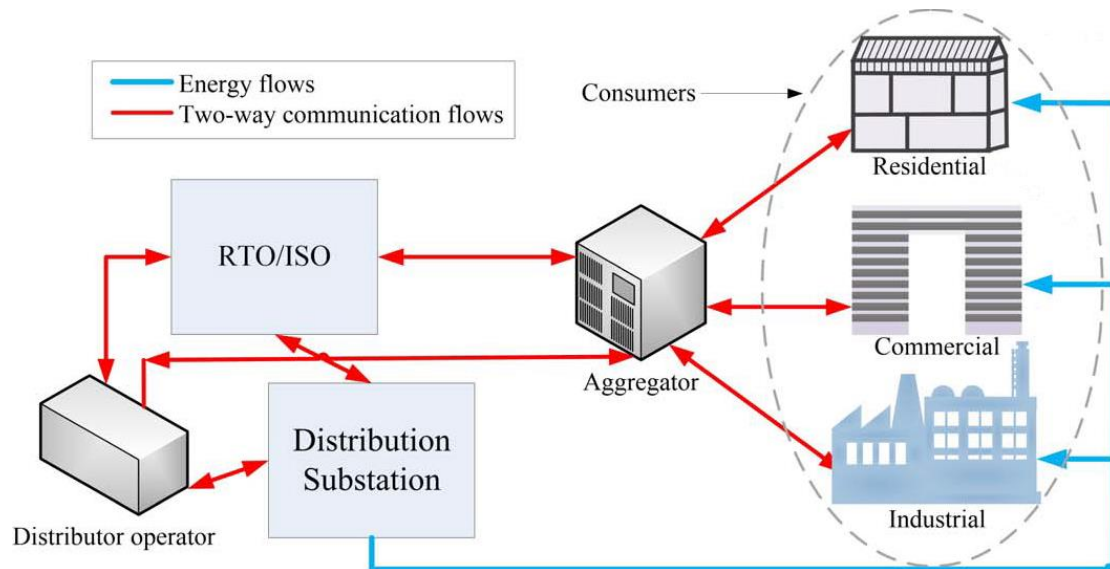 Energy flows
Two-way communication flows
Consumers
Residential
RTO/ISO
Commercial
Aggregator
Distribution
Substation
Industrial
Distributor operator